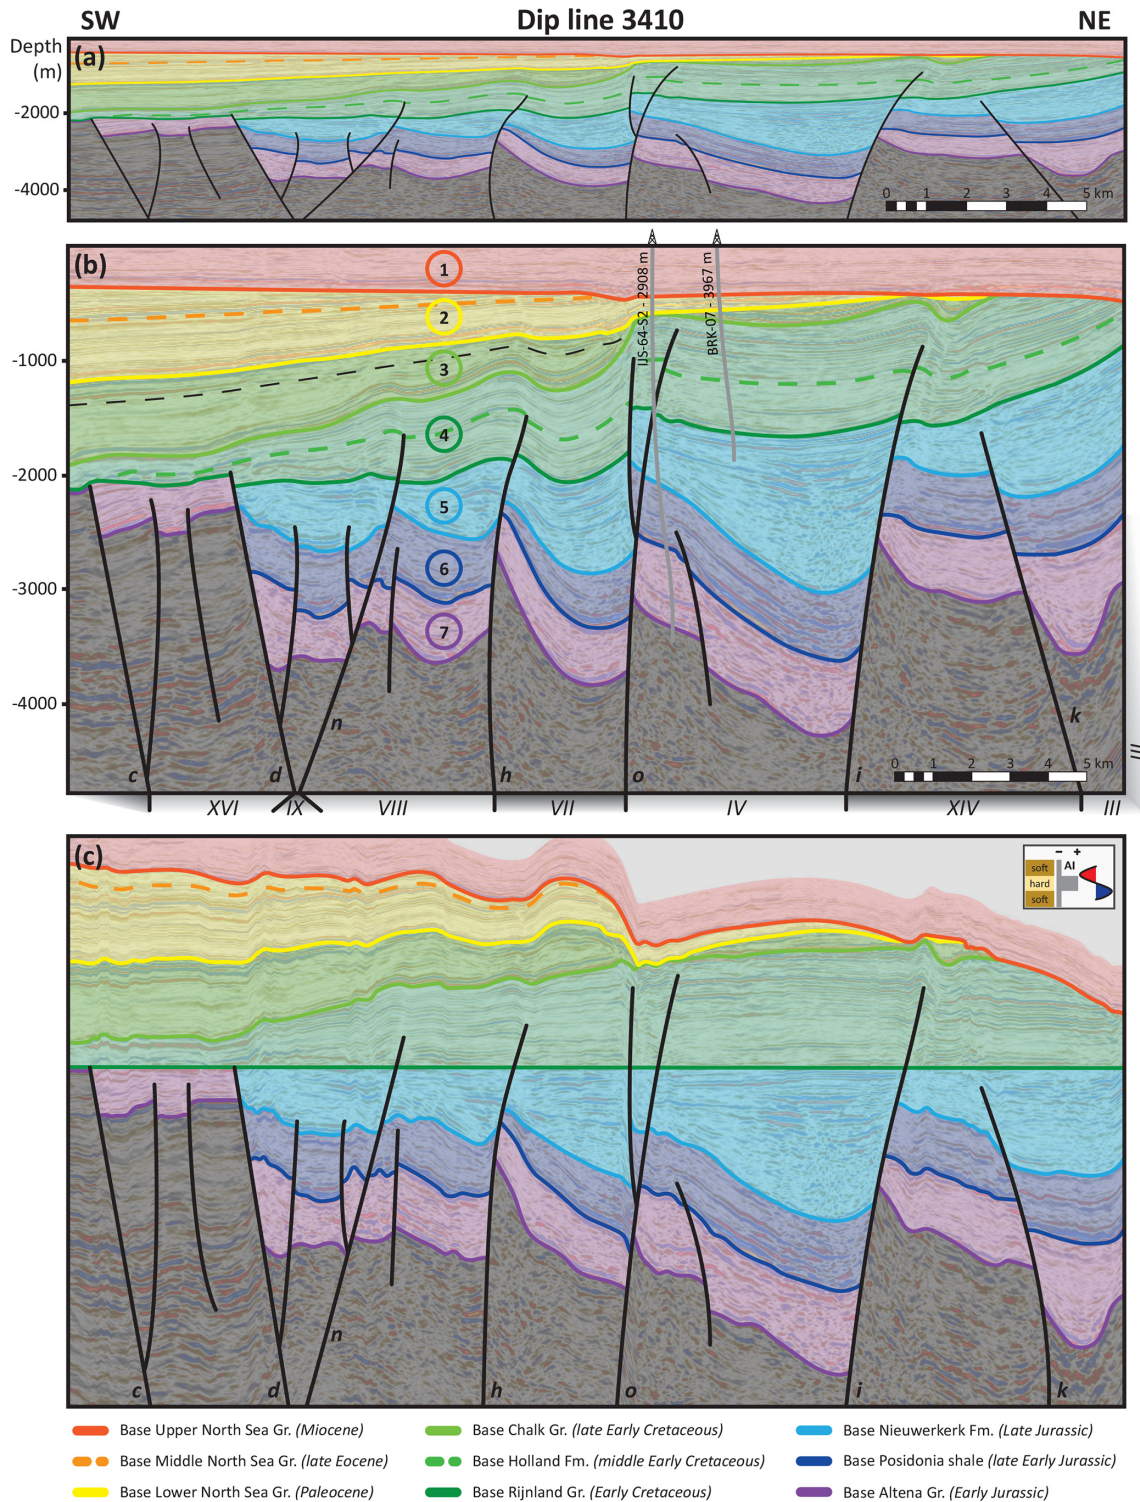 SW Dip line 3410 NE
Depth
(m)
(a)
-2000
-4000
0 1 2 3 4 5 km
(b)
1
2
3
4
5
6
7
IJS-64-S2 - 2908 m
BRK-07 - 3967 m
-1000
-2000
-3000
-4000
n
k
c d h o i
0 1 2 3 4 5 km
XVI IX VIII VII IV XIV III
(c)
- +
AI
soft
hard
soft
n
c d h o i k
Base Upper North Sea Gr. (Miocene)
Base Chalk Gr. (late Early Cretaceous)
Base Nieuwerkerk Fm. (Late Jurassic)
Base Middle North Sea Gr. (late Eocene)
Base Holland Fm. (middle Early Cretaceous)
Base Posidonia shale (late Early Jurassic)
Base Lower North Sea Gr. (Paleocene)
Base Rijnland Gr. (Early Cretaceous)
Base Altena Gr. (Early Jurassic)